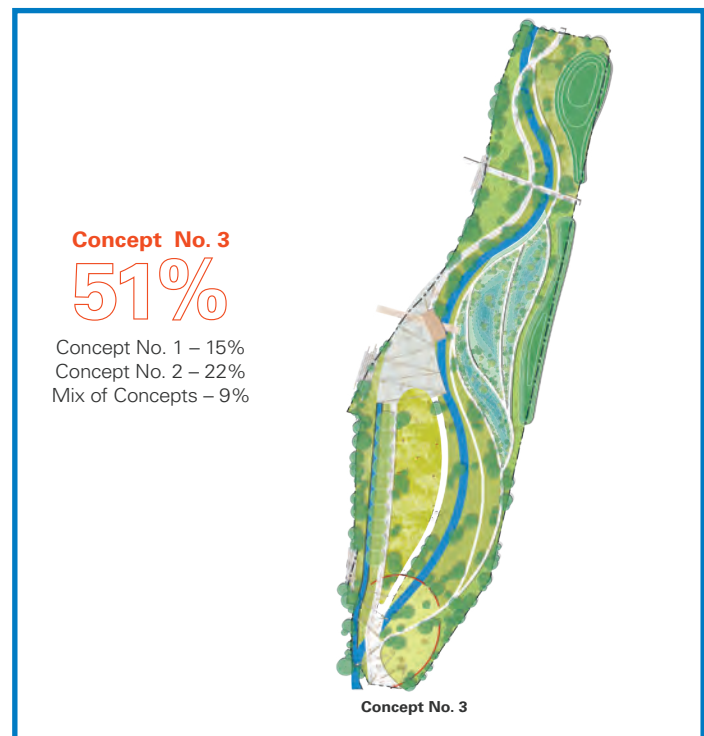 Concept No. 3
51%
Concept No. 1 – 15%
Concept No. 2 – 22%
Mix of Concepts – 9%
Concept No. 3